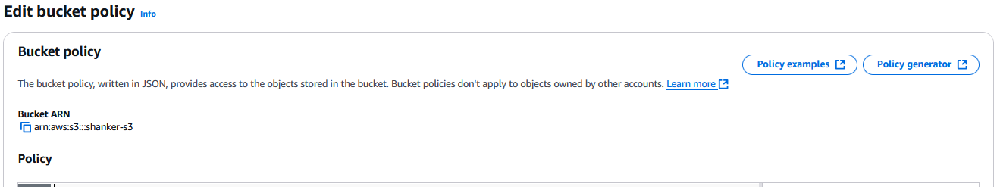 Edit bucket policy Info
Bucket policy
Policy examples
Policy generator
The bucket policy, written in JSON, provides access to the objects stored in the bucket. Bucket policies don't apply to objects owned by other accounts. Learn more
Bucket ARN
arn:aws:s3:::shanker-s3
Policy